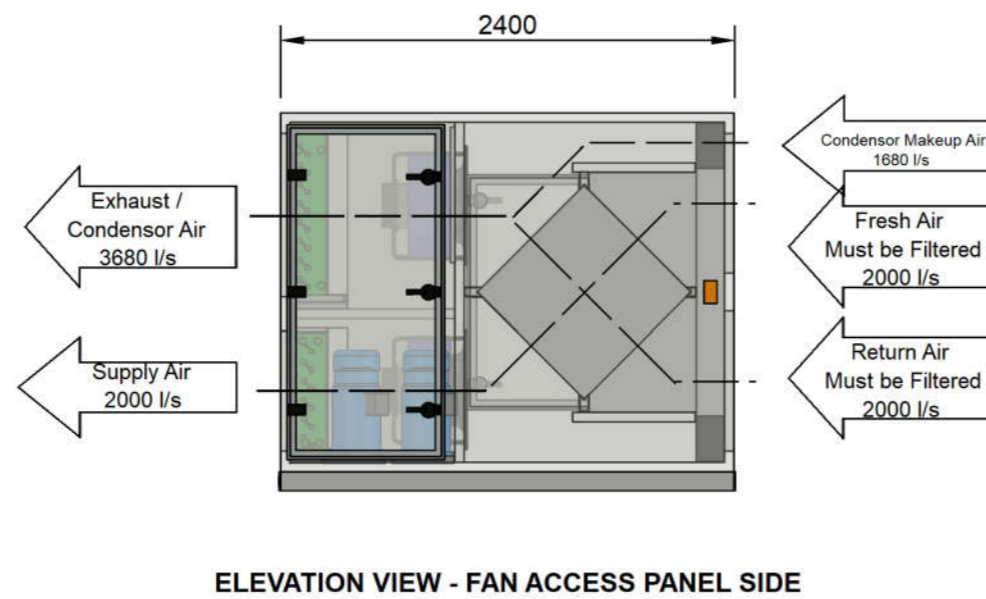 2400
Exhaust /
Condensor Air
3680 l/s
Supply Air
2000 l/s
Condensor Makeup Air
1680 l/s
Fresh Air
Must be Filtered
2000 l/s
Return Air
Must be Filtered
2000 l/s
ELEVATION VIEW - FAN ACCESS PANEL SIDE